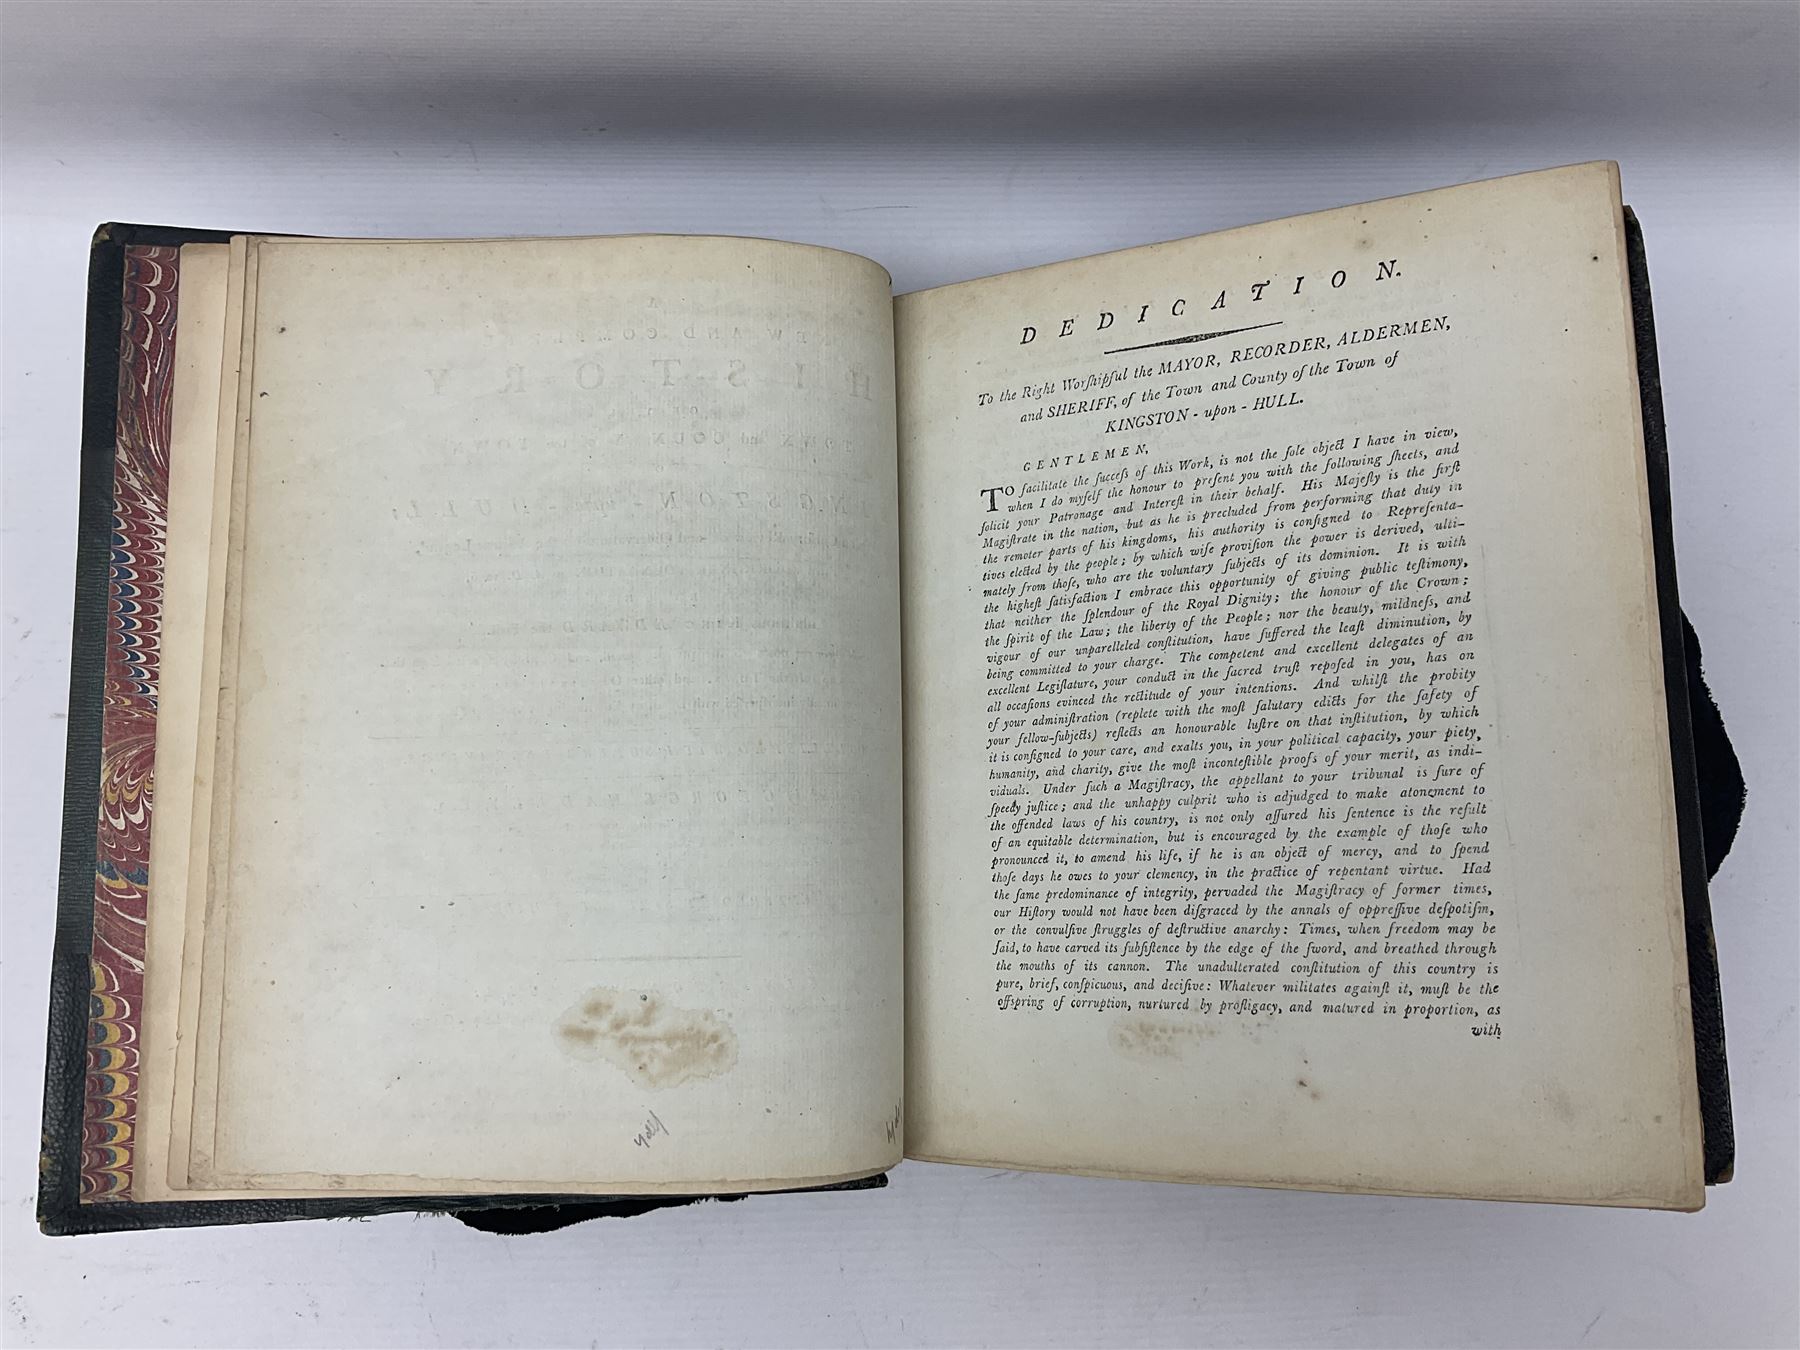 DEDICATION.
To the Right Worſhipful the MAYOR, RECORDER, ALDERMEN,
and SHERIFF, of the Town and County of the Town of
KINGSTON - upon - HULL.
GENTLEMEN,
TO facilitate the ſucceſs of this Work, is not the ſole object I have in view,
when I do myſelf the honour to preſent you with the following ſheets, and
ſolicit your Patronage and Intereſt in their behalf. His Majeſty is the firſt
Magiſtrate in the nation, but as he is precluded from performing that duty in
the remoter parts of his kingdoms, his authority is conſigned to Repreſenta-
tives elected by the people; by which wiſe proviſion the power is derived, ulti-
mately from thoſe, who are the voluntary ſubjects of its dominion. It is with
the higheſt ſatisfaction I embrace this opportunity of giving public teſtimony,
that neither the ſplendour of the Royal Dignity; the honour of the Crown;
the ſpirit of the Law; the liberty of the People; nor the beauty, mildneſs, and
vigour of our unparelleled conſtitution, have ſuffered the leaſt diminution, by
being committed to your charge. The competent and excellent delegates of an
excellent Legiſlature, your conduct in the ſacred truſt repoſed in you, has on
all occaſions evinced the rectitude of your intentions. And whilſt the probity
of your adminiſtration (replete with the moſt ſalutary edicts for the ſafety of
your fellow-ſubjects) reflects an honourable luſtre on that inſtitution, by which
it is conſigned to your care, and exalts you, in your political capacity, your piety,
humanity, and charity, give the moſt inconteſtible proofs of your merit, as indi-
viduals. Under ſuch a Magiſtracy, the appellant to your tribunal is ſure of
ſpeedy juſtice; and the unhappy culprit who is adjudged to make atonement to
the offended laws of his country, is not only aſſured his ſentence is the reſult
of an equitable determination, but is encouraged by the example of thoſe who
pronounced it, to amend his life, if he is an object of mercy, and to ſpend
thoſe days he owes to your clemency, in the practice of repentant virtue. Had
the ſame predominance of integrity, pervaded the Magiſtracy of former times,
our Hiſtory would not have been diſgraced by the annals of oppreſſive deſpotiſm,
or the convulſive ſtruggles of deſtructive anarchy: Times, when freedom may be
ſaid, to have carved its ſubſiſtence by the edge of the ſword, and breathed through
the mouths of its cannon. The unadulterated conſtitution of this country is
pure, brief, conſpicuous, and deciſive: Whatever militates againſt it, muſt be the
offspring of corruption, nurtured by profligacy, and matured in proportion, as
with